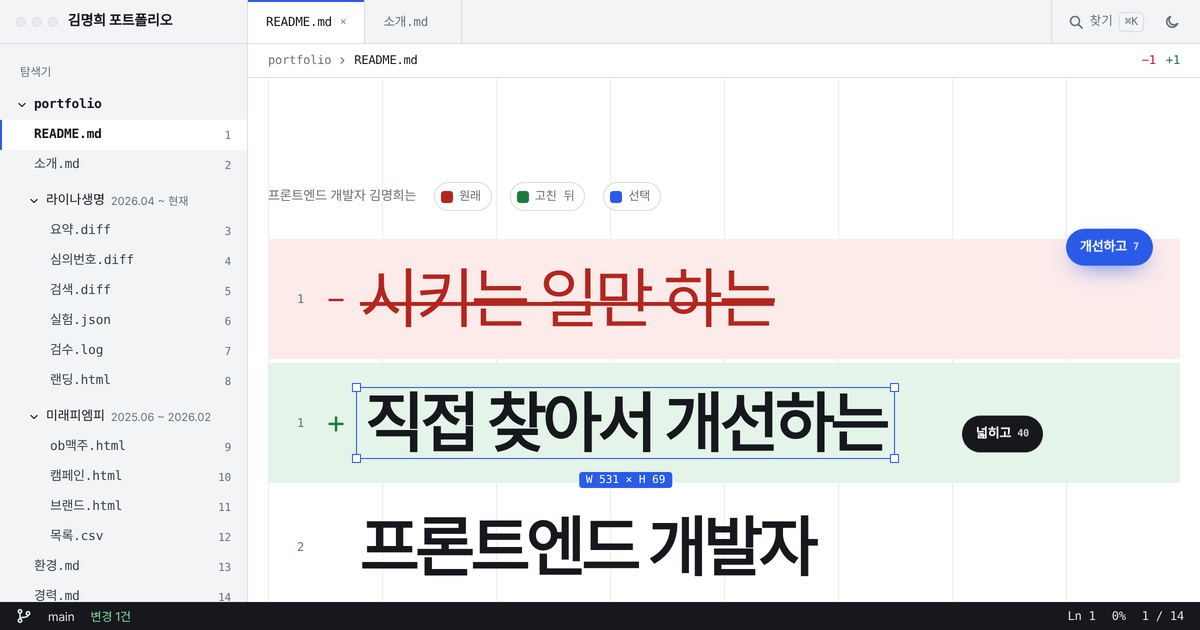 김명희 포트폴리오
README.md ×
소개.md
찾기 ⌘K
탐색기
portfolio
README.md 1
소개.md 2
라이나생명 2026.04 ~ 현재
요약.diff 3
심의번호.diff 4
검색.diff 5
실험.json 6
검수.log 7
랜딩.html 8
미래피엠피 2025.06 ~ 2026.02
ob맥주.html 9
캠페인.html 10
브랜드.html 11
목록.csv 12
환경.md 13
경력.md 14
portfolio › README.md
−1 +1
프론트엔드 개발자 김명희는
원래
고친 뒤
선택
개선하고 7
1 − 시키는 일만 하는
1 + 직접 찾아서 개선하는
넓히고 40
W 531 × H 69
2 프론트엔드 개발자
main 변경 1건
Ln 1 0% 1 / 14